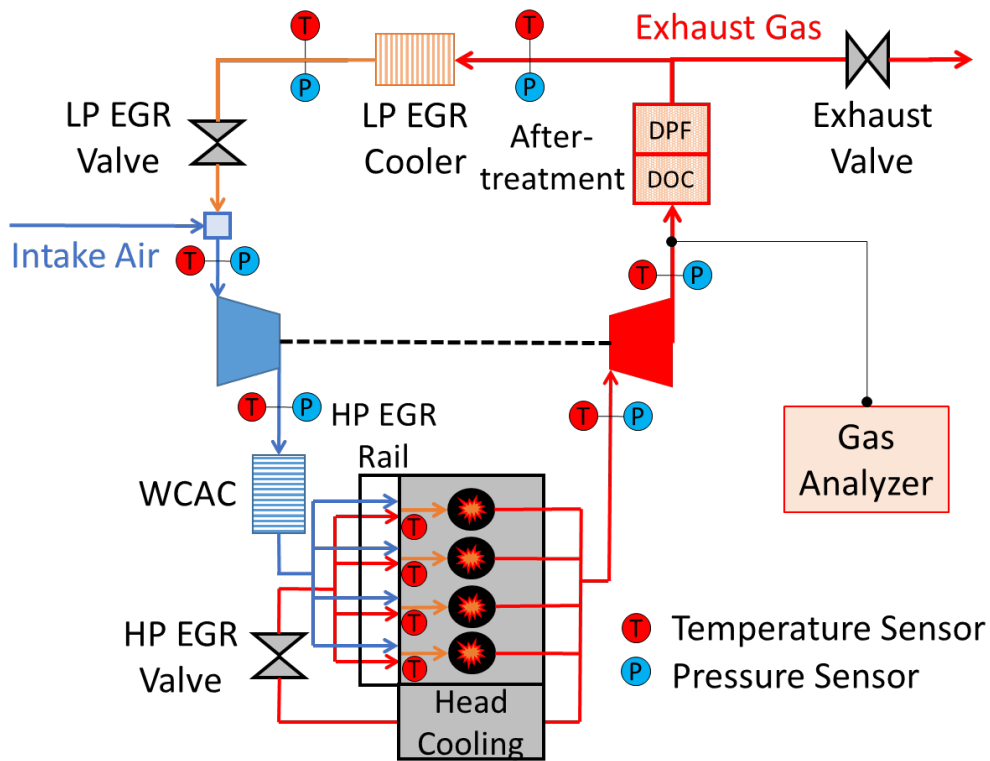 T
T
Exhaust Gas
P
P
LP EGR
Valve
LP EGR
Cooler
After-
treatment
DPF
DOC
Exhaust
Valve
Intake Air
T
P
T
P
T
P
HP EGR
Rail
T
P
Gas
Analyzer
WCAC
T
T
T
T
HP EGR
Valve
Head
Cooling
T
Temperature Sensor
P
Pressure Sensor